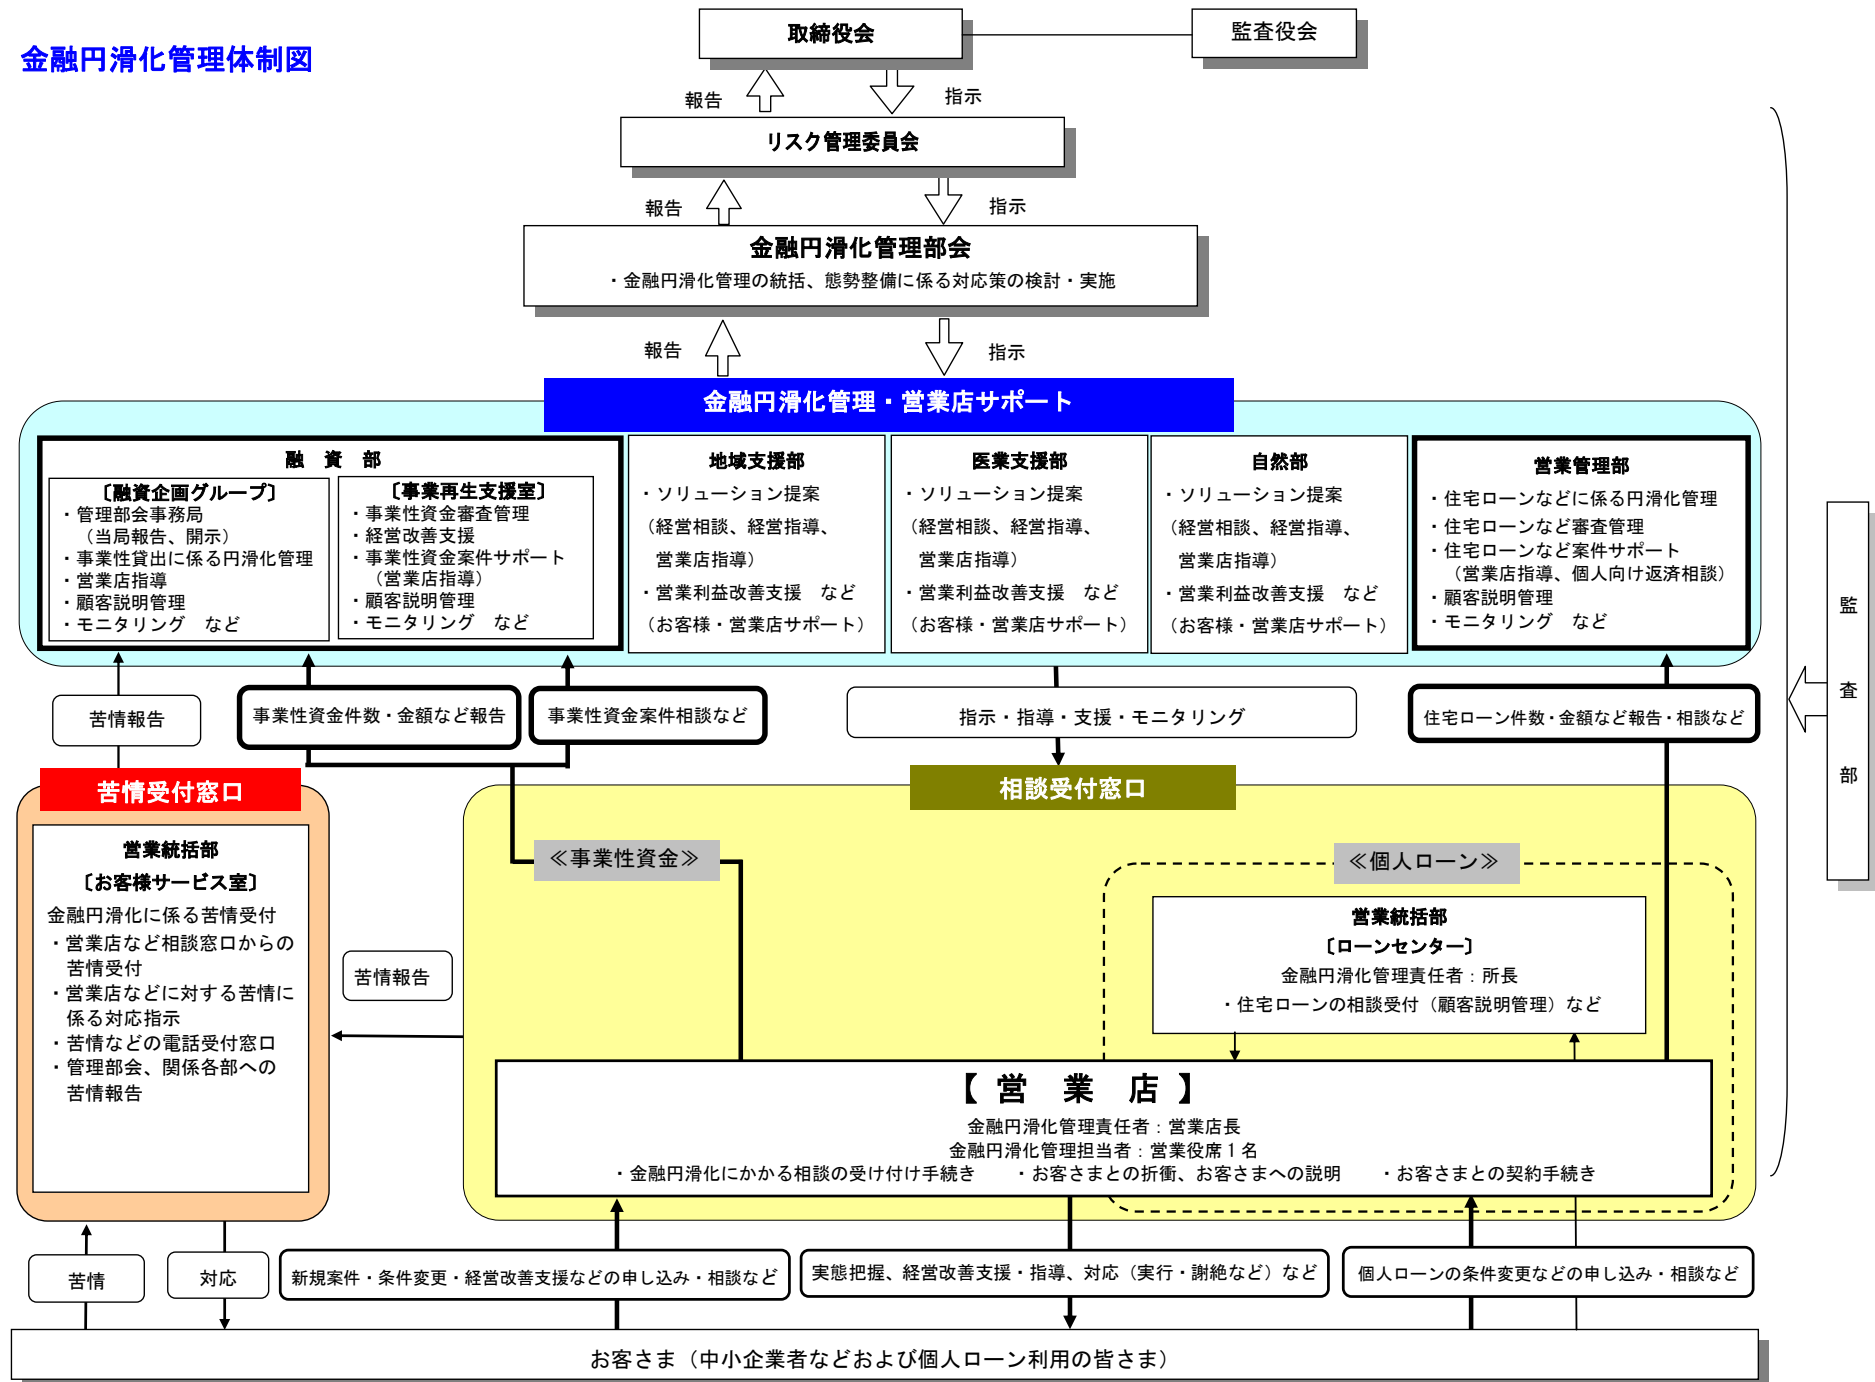 金融円滑化管理体制図
取締役会
監査役会
報告
指示
リスク管理委員会
報告
指示
金融円滑化管理部会
・金融円滑化管理の統括、態勢整備に係る対応策の検討・実施
報告
指示
金融円滑化管理・営業店サポート
融 資 部
〔融資企画グループ〕
・管理部会事務局
（当局報告、開示）
・事業性貸出に係る円滑化管理
・営業店指導
・顧客説明管理
・モニタリング など
〔事業再生支援室〕
・事業性資金審査管理
・経営改善支援
・事業性資金案件サポート
（営業店指導）
・顧客説明管理
・モニタリング など
地域支援部
・ソリューション提案
（経営相談、経営指導、
営業店指導）
・営業利益改善支援 など
（お客様・営業店サポート）
医業支援部
・ソリューション提案
（経営相談、経営指導、
営業店指導）
・営業利益改善支援 など
（お客様・営業店サポート）
自然部
・ソリューション提案
（経営相談、経営指導、
営業店指導）
・営業利益改善支援 など
（お客様・営業店サポート）
営業管理部
・住宅ローンなどに係る円滑化管理
・住宅ローンなど審査管理
・住宅ローンなど案件サポート
（営業店指導、個人向け返済相談）
・顧客説明管理
・モニタリング など
監査部
苦情報告
事業性資金件数・金額など報告
事業性資金案件相談など
指示・指導・支援・モニタリング
住宅ローン件数・金額など報告・相談など
苦情受付窓口
営業統括部
〔お客様サービス室〕
金融円滑化に係る苦情受付
・営業店など相談窓口からの
苦情受付
・営業店などに対する苦情に
係る対応指示
・苦情などの電話受付窓口
・管理部会、関係各部への
苦情報告
苦情報告
相談受付窓口
≪事業性資金≫
≪個人ローン≫
営業統括部
〔ローンセンター〕
金融円滑化管理責任者：所長
・住宅ローンの相談受付（顧客説明管理）など
【 営 業 店 】
金融円滑化管理責任者：営業店長
金融円滑化管理担当者：営業役席１名
・金融円滑化にかかる相談の受け付け手続き ・お客さまとの折衝、お客さまへの説明 ・お客さまとの契約手続き
苦情
対応
新規案件・条件変更・経営改善支援などの申し込み・相談など
実態把握、経営改善支援・指導、対応（実行・謝絶など）など
個人ローンの条件変更などの申し込み・相談など
お客さま（中小企業者などおよび個人ローン利用の皆さま）